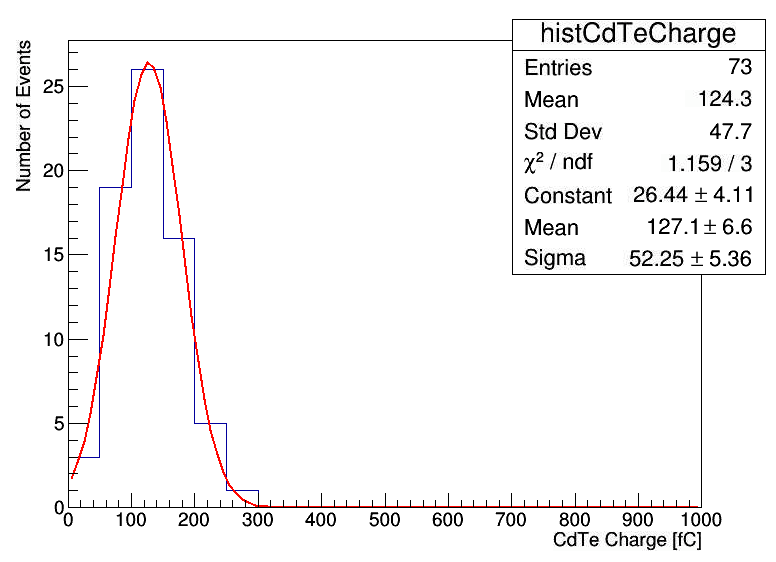 histCdTeCharge
Entries 73
Mean 124.3
Std Dev 47.7
χ² / ndf 1.159 / 3
Constant 26.44 ± 4.11
Mean 127.1 ± 6.6
Sigma 52.25 ± 5.36
Number of Events
25
20
15
10
5
0
0 100 200 300 400 500 600 700 800 900 1000
CdTe Charge [fC]